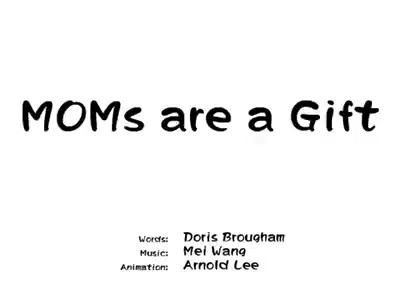 MOMs are a Gift
Words: Doris Brougham
Music: Mei Wang
Animation: Arnold Lee